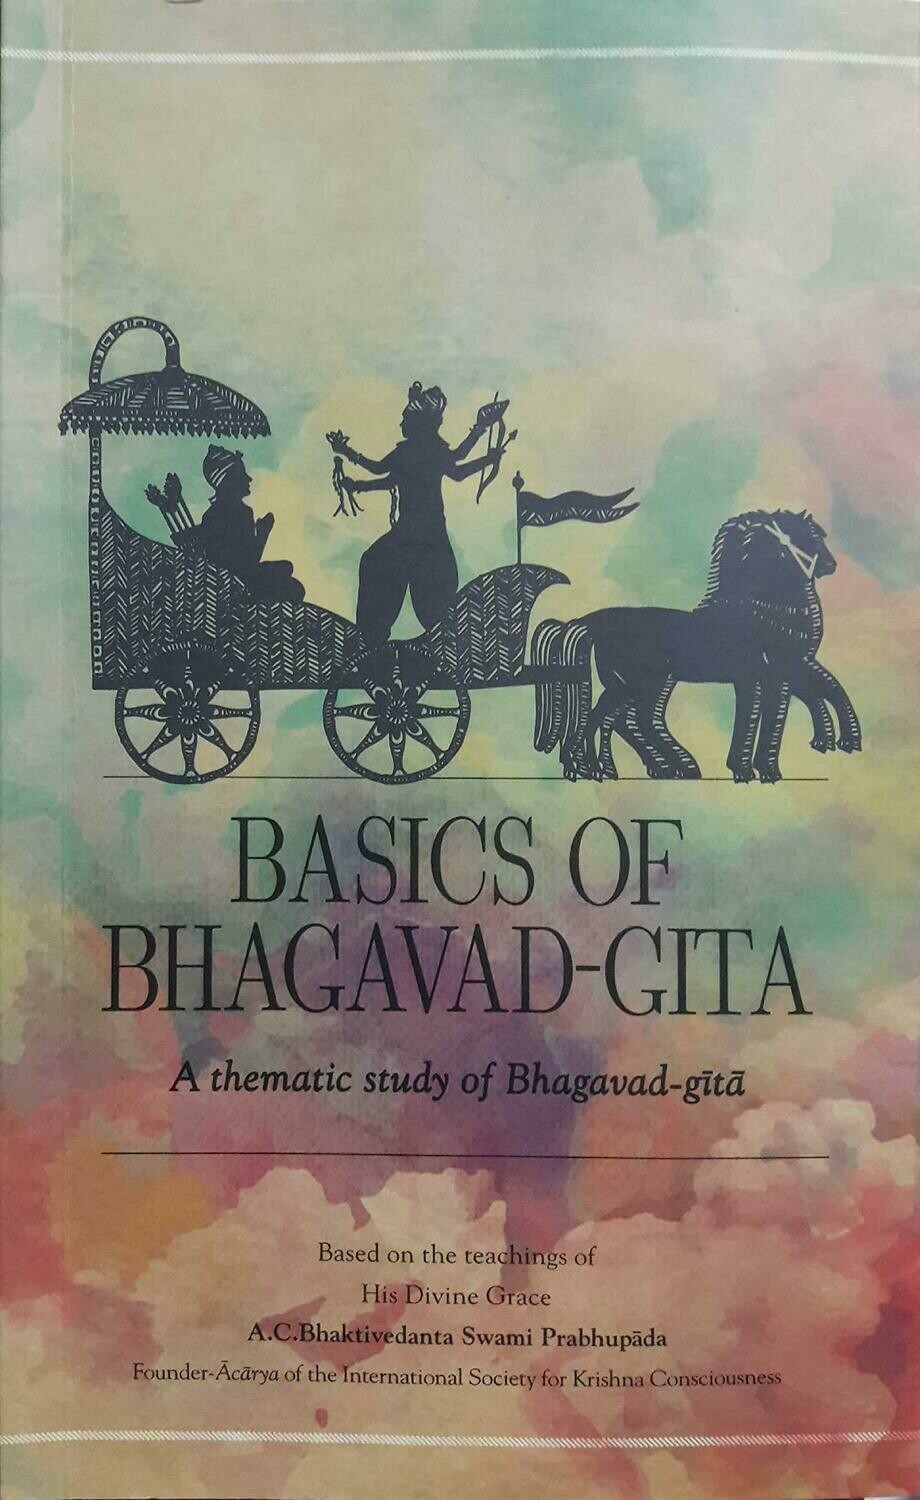 BASICS OF
BHAGAVAD-GITA
A thematic study of Bhagavad-gītā
Based on the teachings of
His Divine Grace
A.C.Bhaktivedanta Swami Prabhupāda
Founder-Ācārya of the International Society for Krishna Consciousness